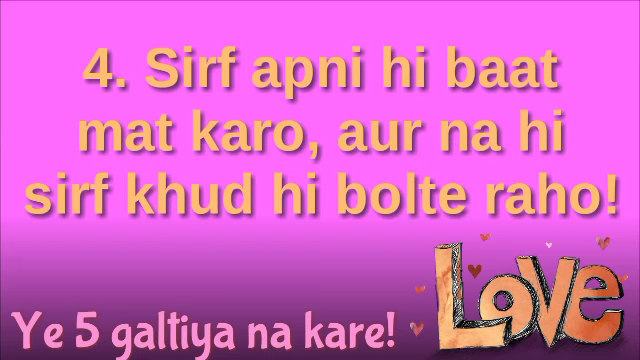 4. Sirf apni hi baat
mat karo, aur na hi
sirf khud hi bolte raho!
Love
Ye 5 galtiya na kare!